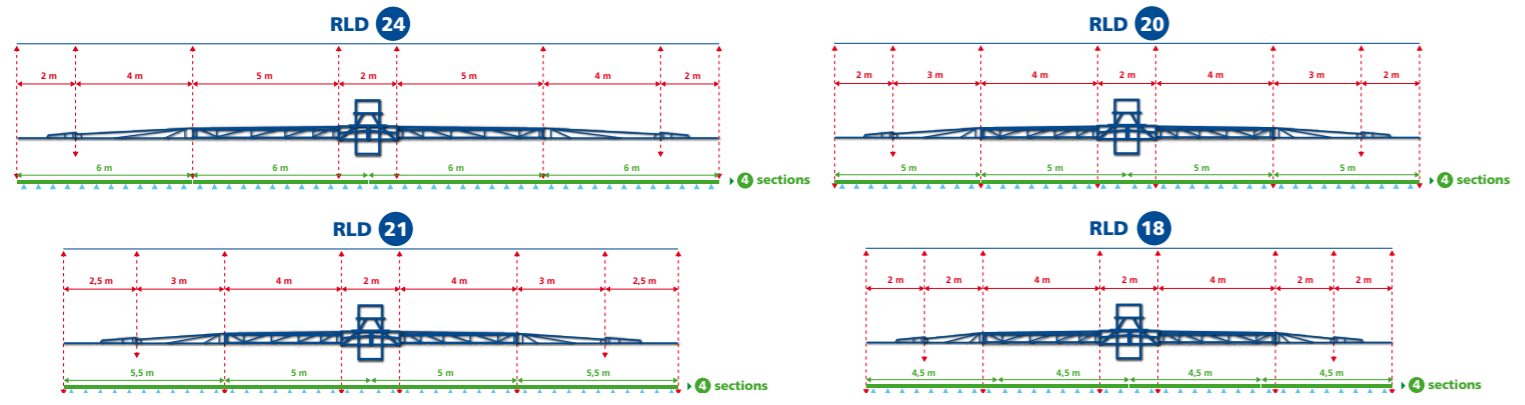 RLD 24
2 m 4 m 5 m 2 m 5 m 4 m 2 m
6 m 6 m 6 m 6 m
4 sections
RLD 20
2 m 3 m 4 m 2 m 4 m 3 m 2 m
5 m 5 m 5 m 5 m
4 sections
RLD 21
2,5 m 3 m 4 m 2 m 4 m 3 m 2,5 m
5,5 m 5 m 5 m 5,5 m
4 sections
RLD 18
2 m 2 m 4 m 2 m 4 m 2 m 2 m
4,5 m 4,5 m 4,5 m 4,5 m
4 sections